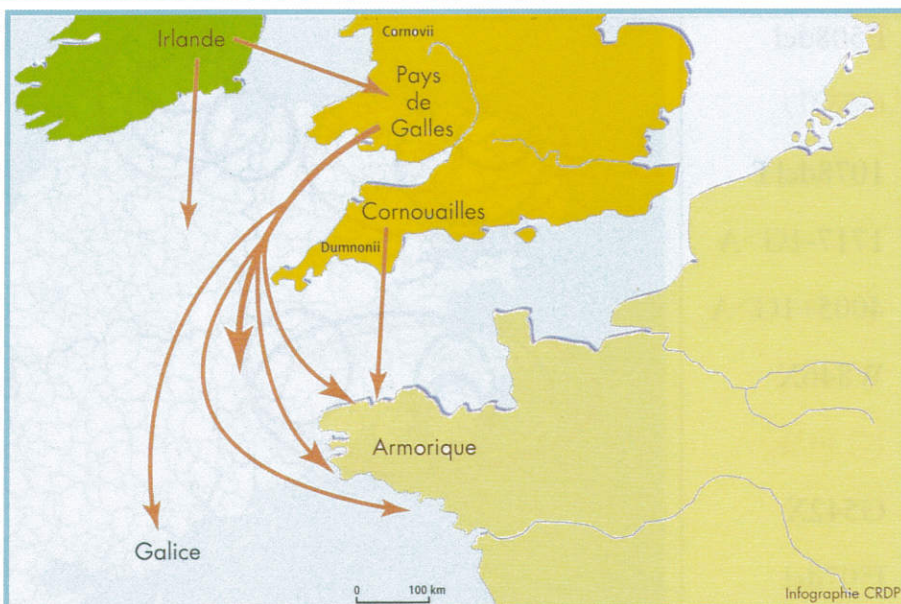 Cornovii
Irlande
Pays
de
Galles
Cornouailles
Dumnonii
Armorique
Galice
0 100 km
Infographie CRDP